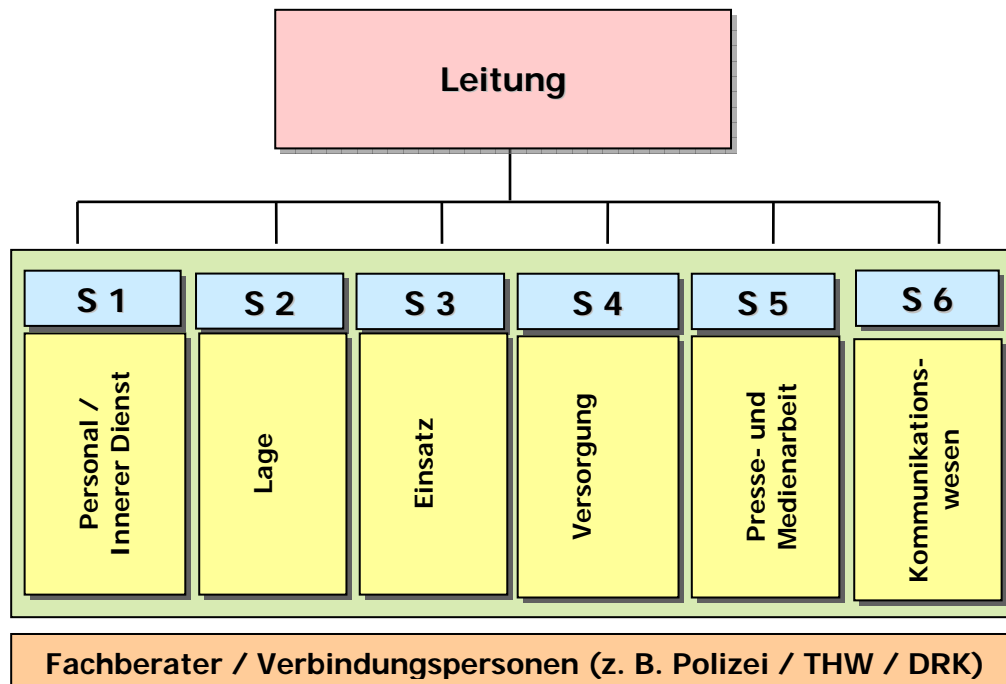 Leitung
S 1
S 2
S 3
S 4
S 5
S 6
Personal /
Innerer Dienst
Lage
Einsatz
Versorgung
Presse- und
Medienarbeit
Kommunikations-
wesen
Fachberater / Verbindungspersonen (z. B. Polizei / THW / DRK)